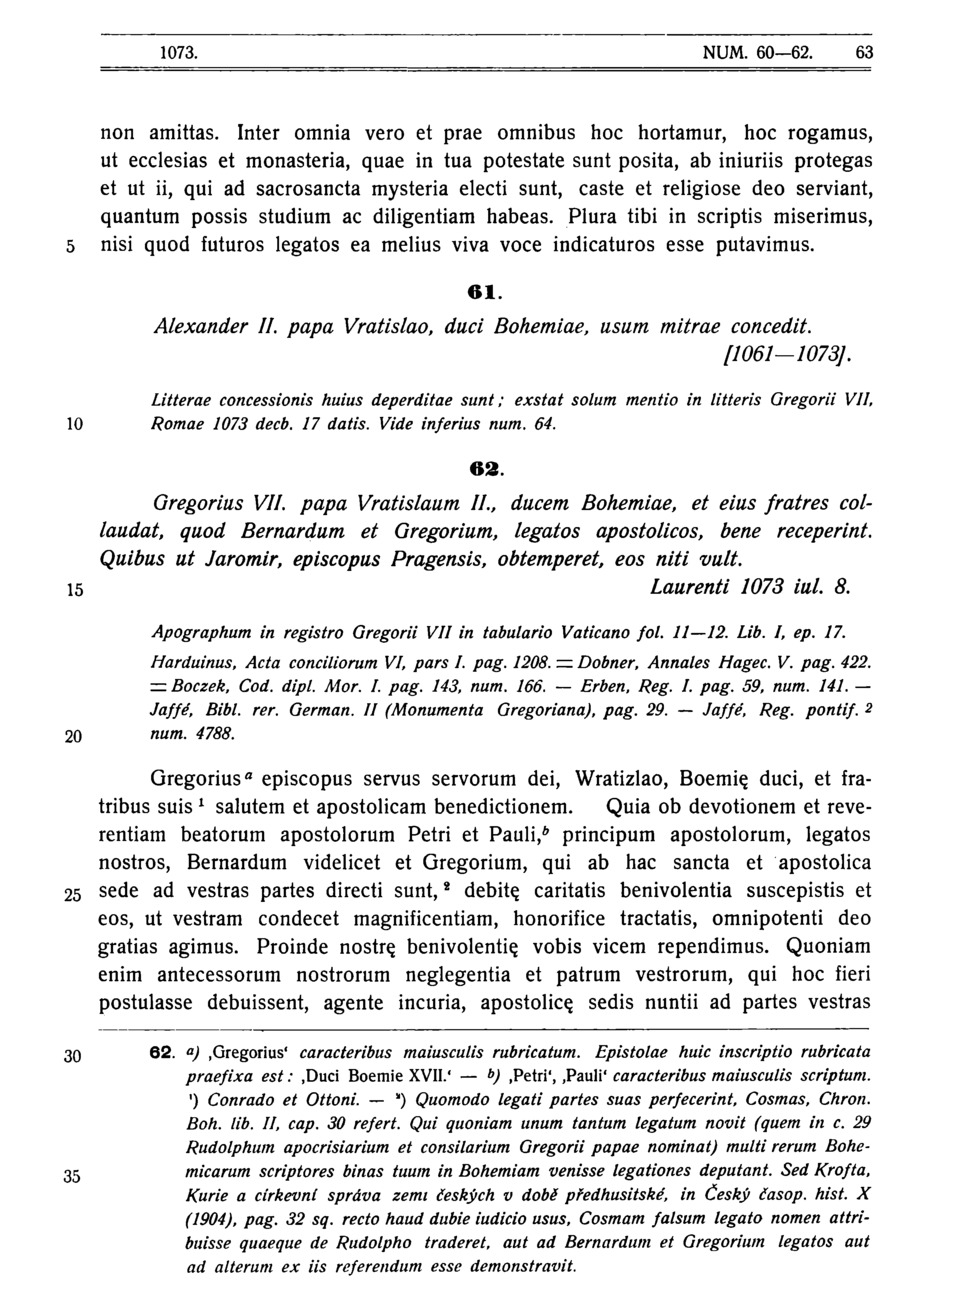 1073. NUM. 60—62. 63
non amittas. Inter omnia vero et prae omnibus hoc hortamur, hoc rogamus,
ut ecclesias et monasteria, quae in tua potestate sunt posita, ab iniuriis protegas
et ut ii, qui ad sacrosancta mysteria electi sunt, caste et religiose deo serviant,
quantum possis studium ac diligentiam habeas. Plura tibi in scriptis miserimus,
5 nisi quod futuros legatos ea melius viva voce indicaturos esse putavimus.
61.
Alexander II. papa Vratislao, duci Bohemiae, usum mitrae concedit.
[1061—1073].
Litterae concessionis huius deperditae sunt; exstat solum mentio in litteris Gregorii VII,
10 Romae 1073 decb. 17 datis. Vide inferius num. 64.
62.
Gregorius VII. papa Vratislaum II., ducem Bohemiae, et eius fratres col-
laudat, quod Bernardum et Gregorium, legatos apostolicos, bene receperint.
Quibus ut Jaromir, episcopus Pragensis, obtemperet, eos niti vult.
15 Laurenti 1073 iul. 8.
Apographum in registro Gregorii VII in tabulario Vaticano fol. 11—12. Lib. I, ep. 17.
Harduinus, Acta conciliorum VI, pars I. pag. 1208. = Dobner, Annales Hagec. V. pag. 422.
= Boczek, Cod. dipl. Mor. I. pag. 143, num. 166. — Erben, Reg. I. pag. 59, num. 141. —
Jaffé, Bibl. rer. German. II (Monumenta Gregoriana), pag. 29. — Jaffé, Reg. pontif. 2
20 num. 4788.
Gregorius a episcopus servus servorum dei, Wratizlao, Boemię duci, et fra-
tribus suis 1 salutem et apostolicam benedictionem. Quia ob devotionem et reve-
rentiam beatorum apostolorum Petri et Pauli, b principum apostolorum, legatos
nostros, Bernardum videlicet et Gregorium, qui ab hac sancta et apostolica
25 sede ad vestras partes directi sunt, 2 debitę caritatis benivolentia suscepistis et
eos, ut vestram condecet magnificentiam, honorifice tractatis, omnipotenti deo
gratias agimus. Proinde nostrę benivolentię vobis vicem rependimus. Quoniam
enim antecessorum nostrorum neglegentia et patrum vestrorum, qui hoc fieri
postulasse debuissent, agente incuria, apostolicę sedis nuntii ad partes vestras
30 62. a) ‚Gregorius‘ caracteribus maiusculis rubricatum. Epistolae huic inscriptio rubricata
praefixa est: ‚Duci Boemie XVII.‘ — b) ‚Petri‘, ‚Pauli‘ caracteribus maiusculis scriptum.
1) Conrado et Ottoni. — 2) Quomodo legati partes suas perfecerint, Cosmas, Chron.
Boh. lib. II, cap. 30 refert. Qui quoniam unum tantum legatum novit (quem in c. 29
Rudolphum apocrisiarium et consilarium Gregorii papae nominat) multi rerum Bohe-
35 micarum scriptores binas tuum in Bohemiam venisse legationes deputant. Sed Krofta,
Kurie a církevní správa zemı českých v době předhusitské, in Český časop. hist. X
(1904), pag. 32 sq. recto haud dubie iudicio usus, Cosmam falsum legato nomen attri-
buisse quaeque de Rudolpho traderet, aut ad Bernardum et Gregorium legatos aut
ad alterum ex iis referendum esse demonstravit.